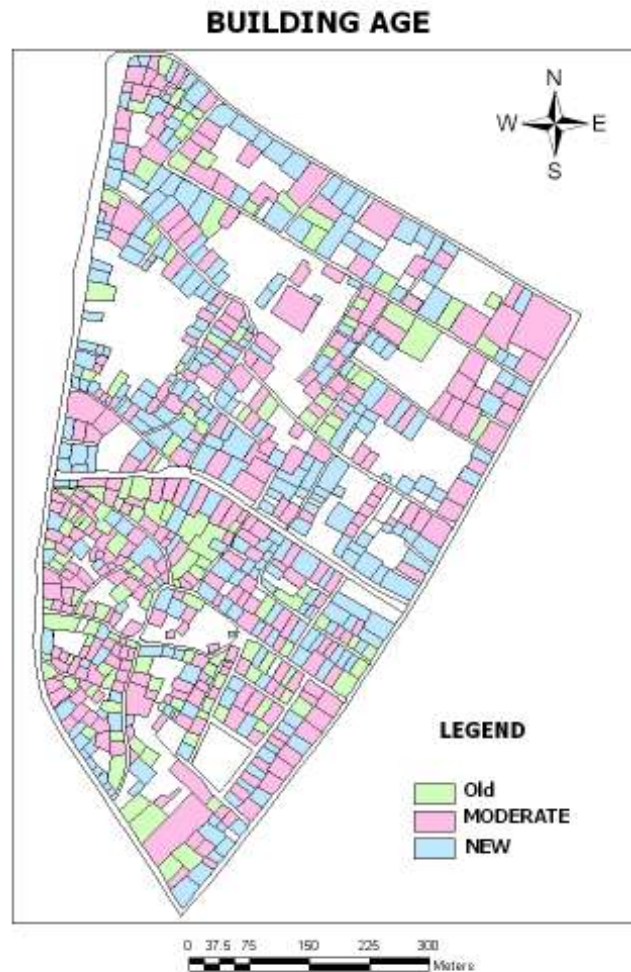 BUILDING AGE
N
W E
S
LEGEND
Old
MODERATE
NEW
0 37.5 75 150 225 300
Meters